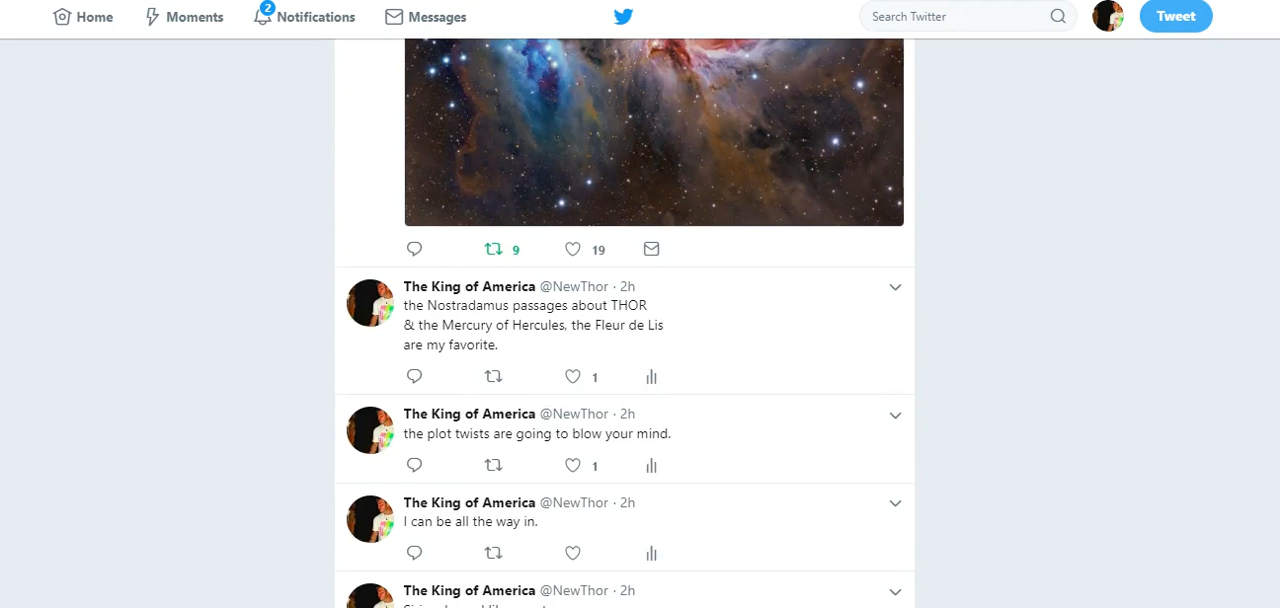 Home Moments 2 Notifications Messages Search Twitter Tweet
9 19
The King of America @NewThor · 2h
the Nostradamus passages about THOR
& the Mercury of Hercules, the Fleur de Lis
are my favorite.
1
The King of America @NewThor · 2h
the plot twists are going to blow your mind.
1
The King of America @NewThor · 2h
I can be all the way in.
The King of America @NewThor · 2h